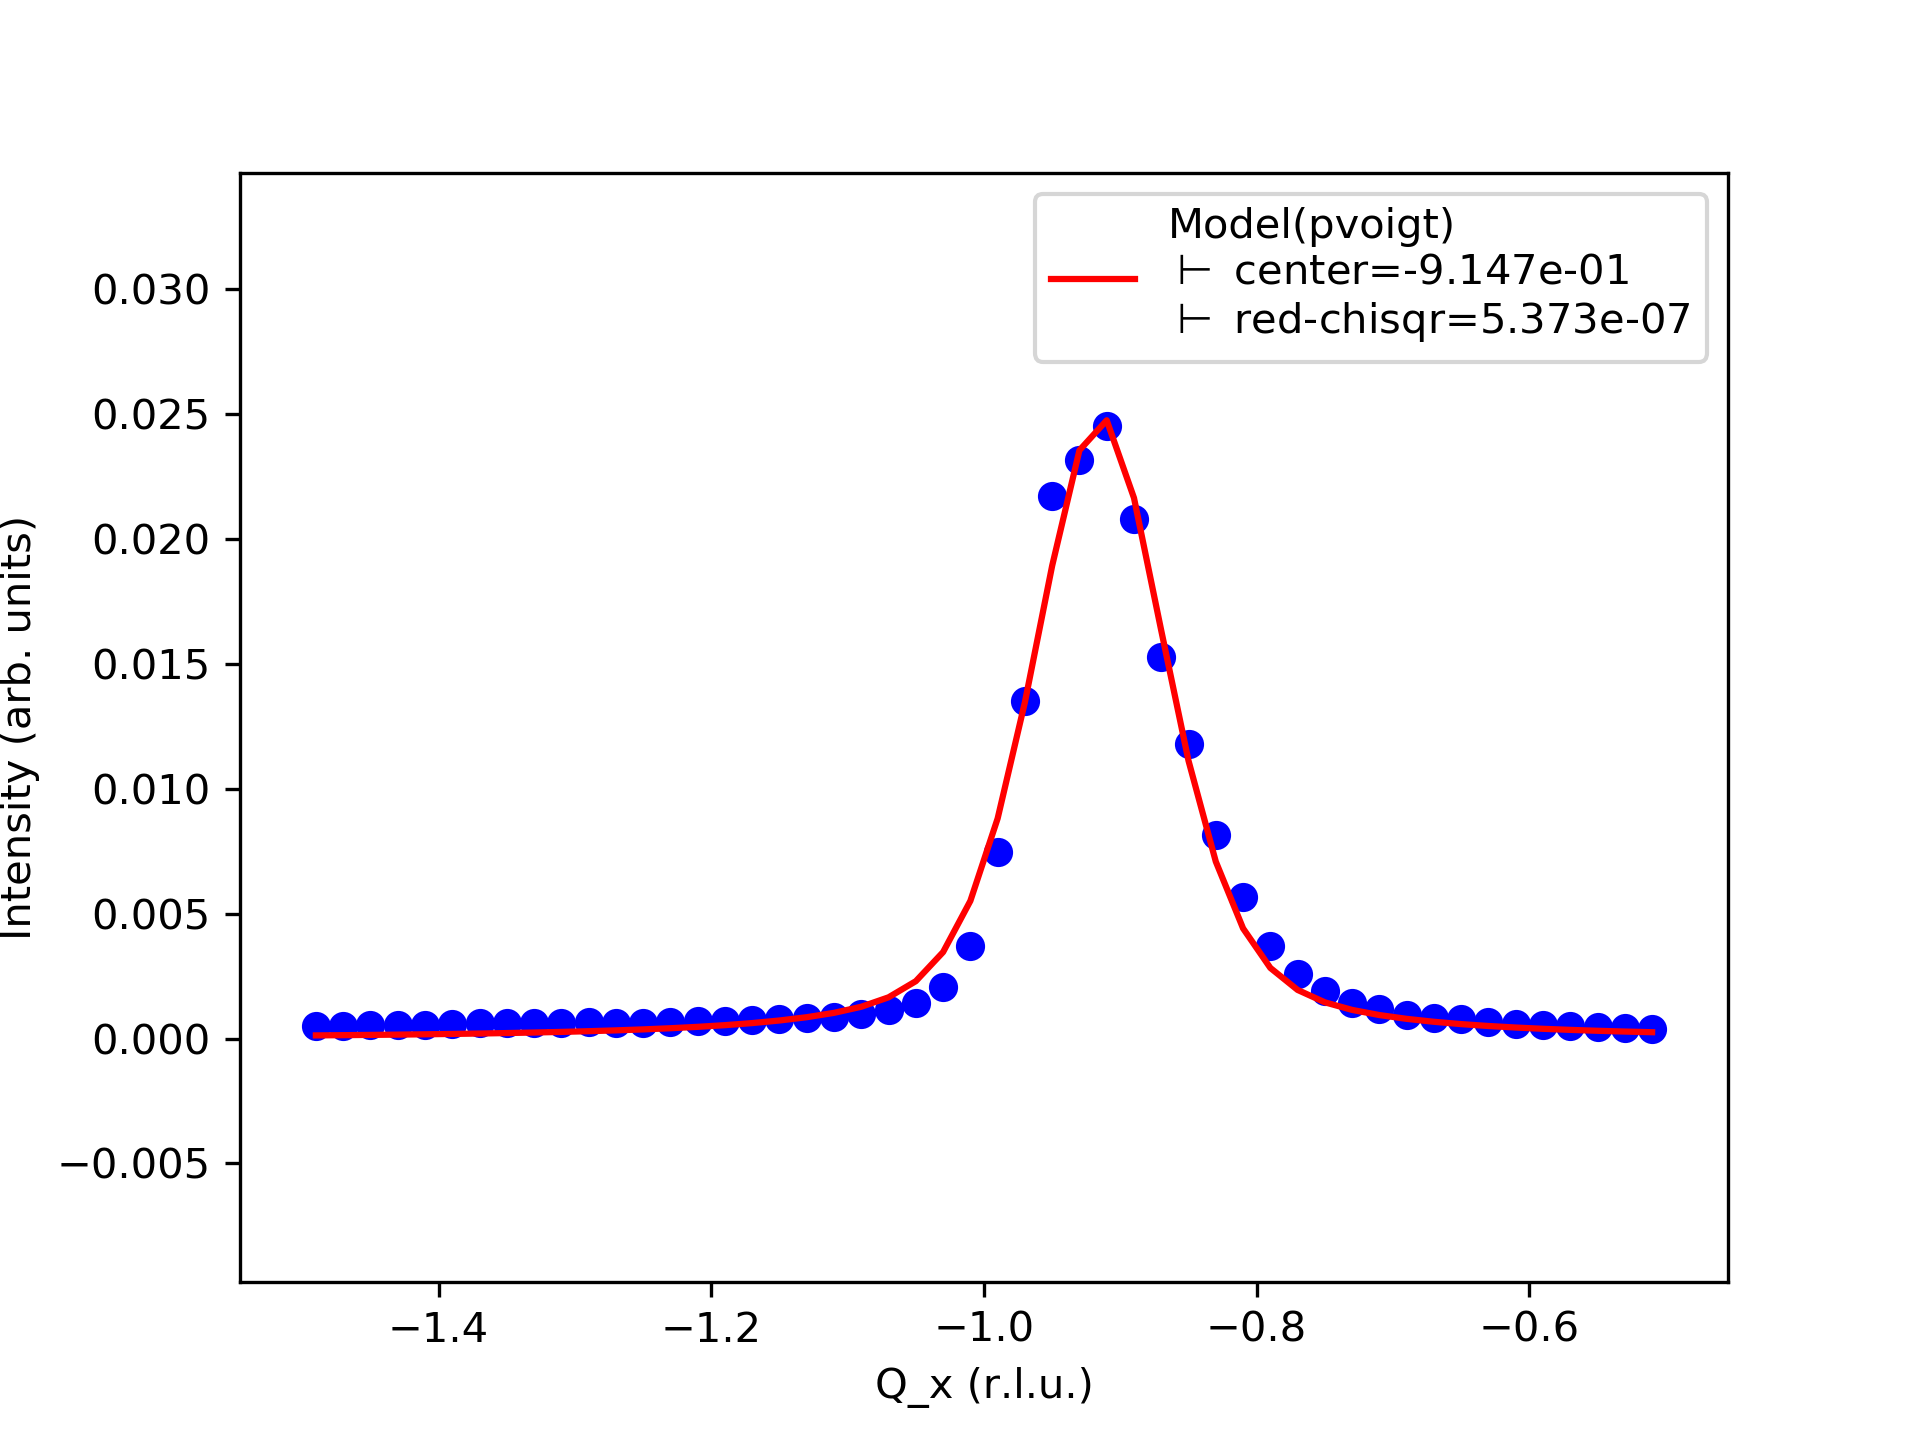 Model(pvoigt)
⊢ center=-9.147e-01
⊢ red-chisqr=5.373e-07
0.030
0.025
0.020
0.015
0.010
0.005
0.000
−0.005
Intensity (arb. units)
−1.4 −1.2 −1.0 −0.8 −0.6
Q_x (r.l.u.)